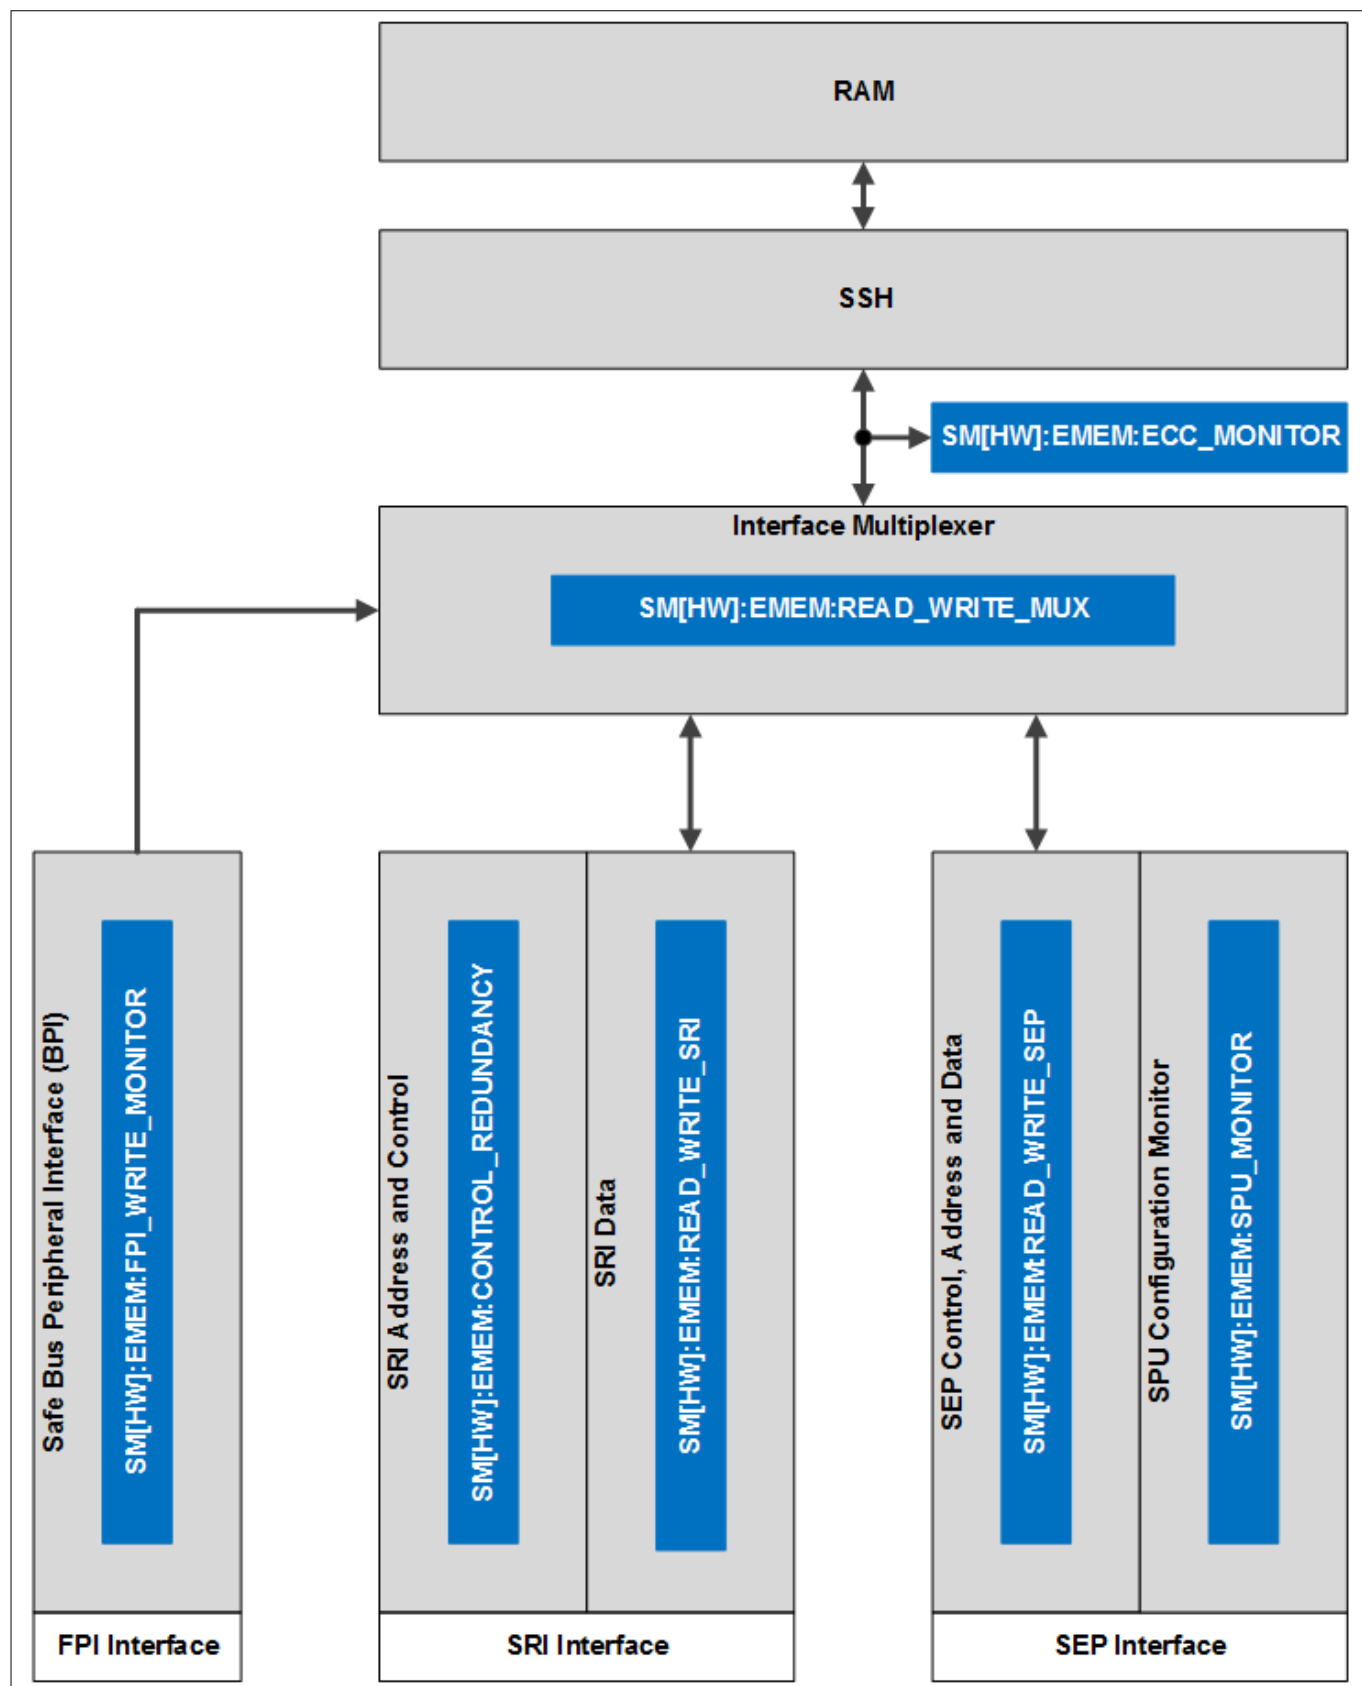 RAM
SSH
SM[HW]:EMEM:ECC_MONITOR
Interface Multiplexer
SM[HW]:EMEM:READ_WRITE_MUX
Safe Bus Peripheral Interface (BPI)
SM[HW]:EMEM:FPI_WRITE_MONITOR
SRI Address and Control
SM[HW]:EMEM:CONTROL_REDUNDANCY
SRI Data
SM[HW]:EMEM:READ_WRITE_SRI
SEP Control, Address and Data
SM[HW]:EMEM:READ_WRITE_SEP
SPU Configuration Monitor
SM[HW]:EMEM:SPU_MONITOR
FPI Interface
SRI Interface
SEP Interface